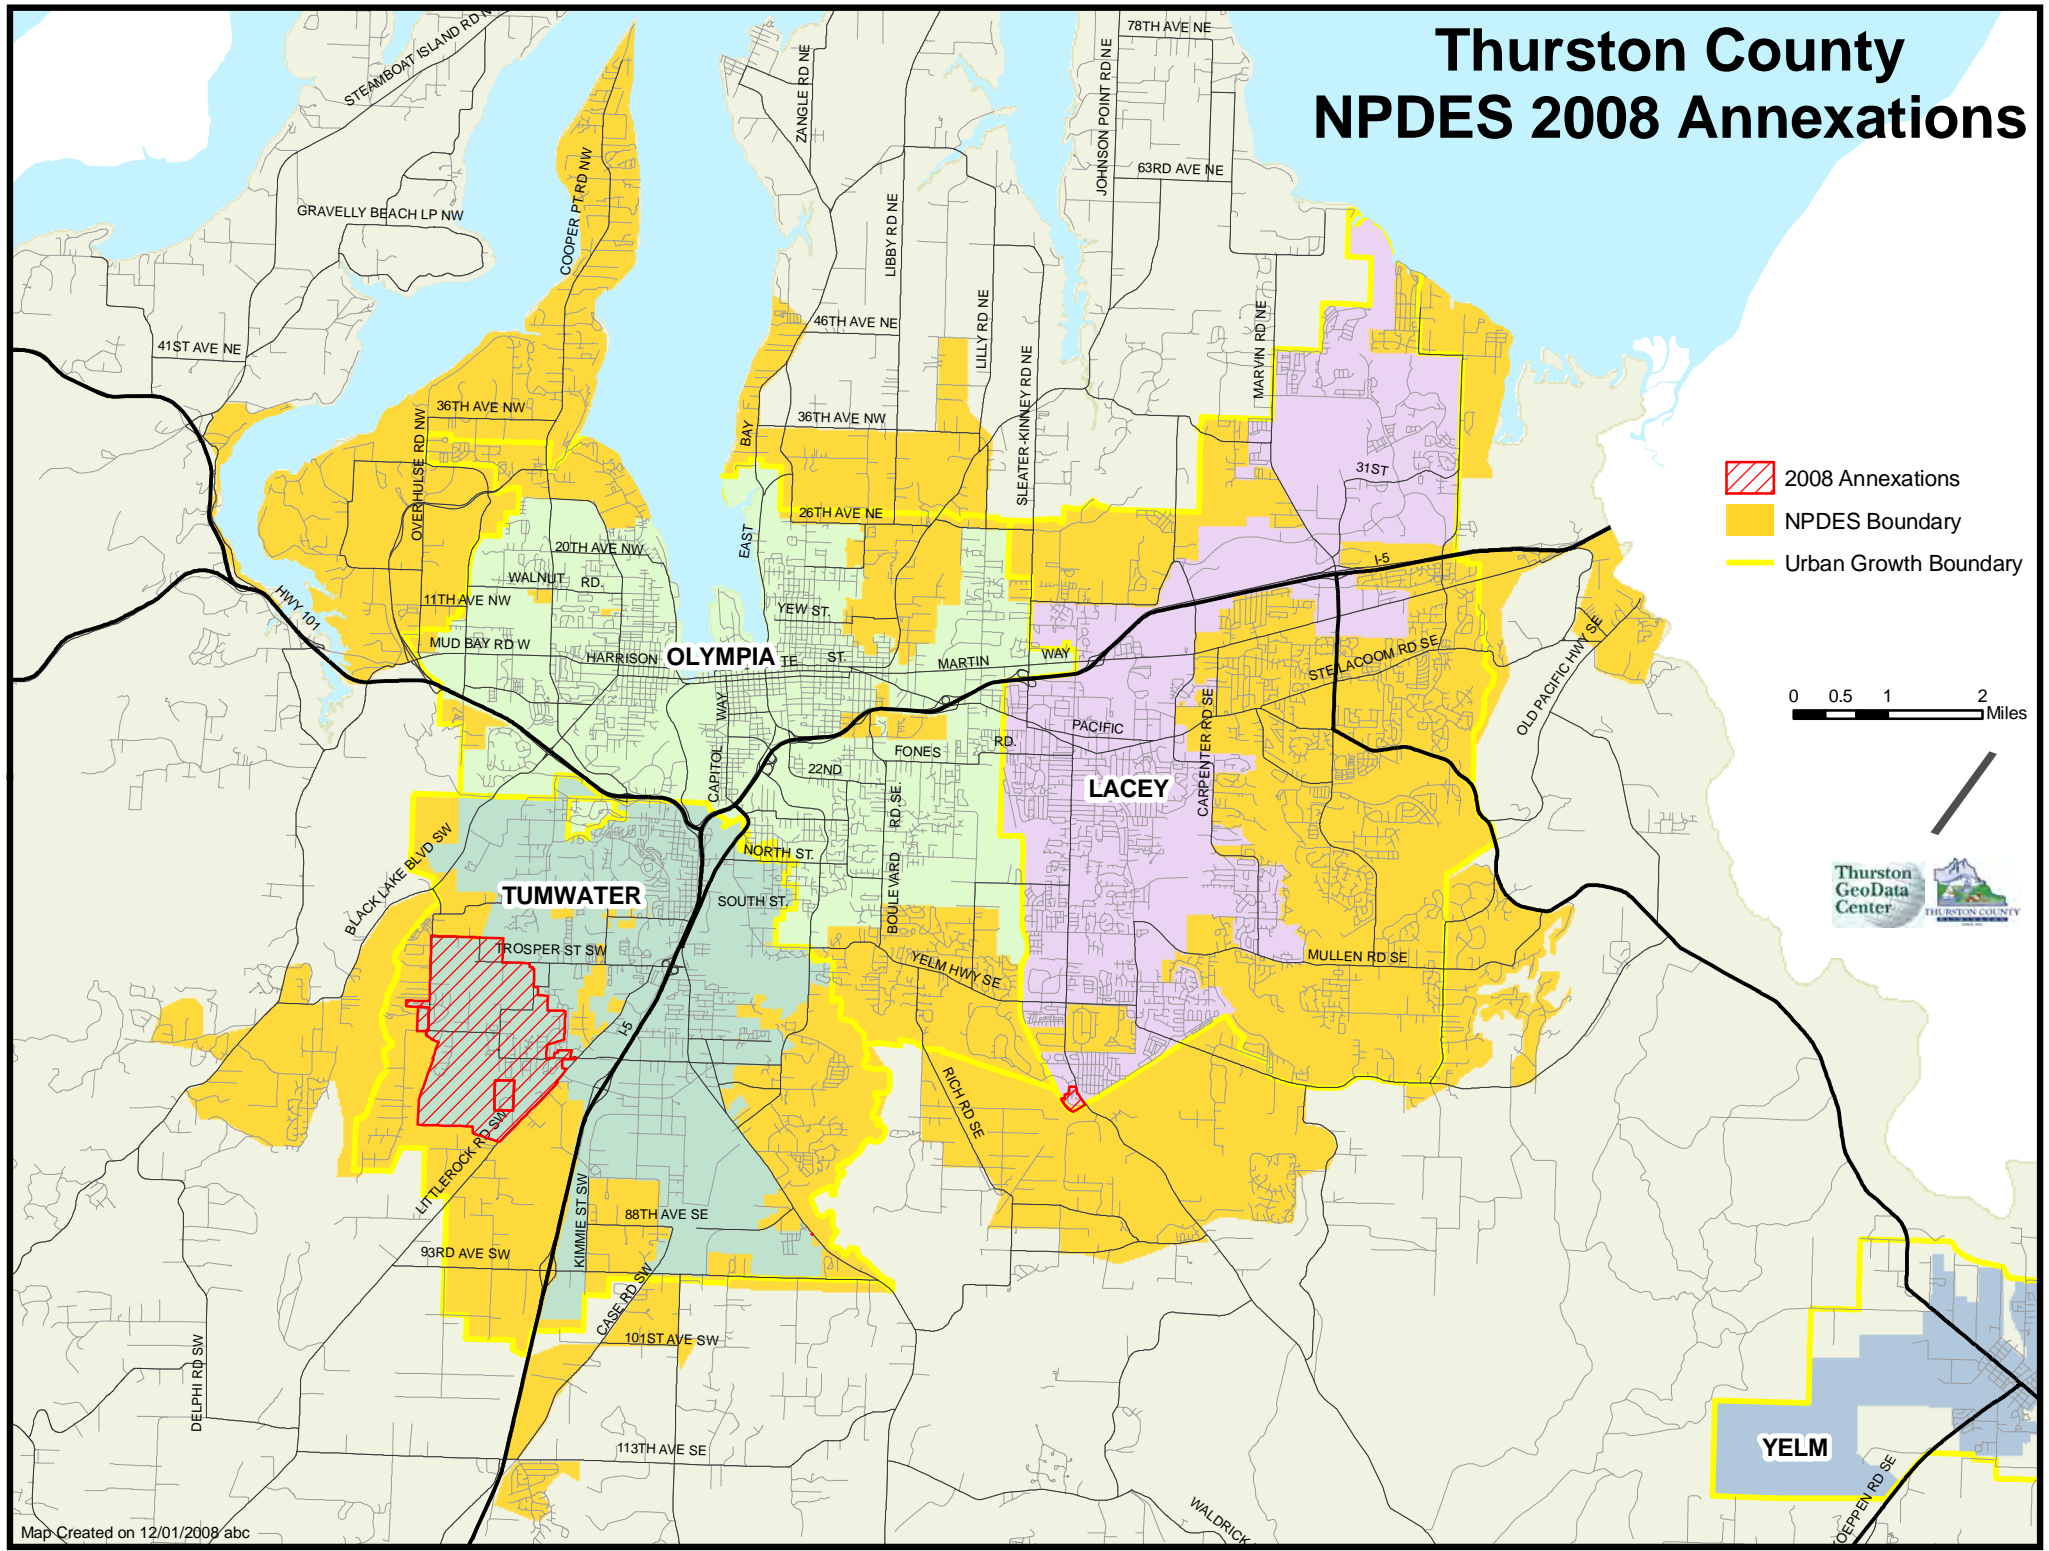 Thurston County
NPDES 2008 Annexations
78TH AVE NE
STEAMBOAT ISLAND RD N
ZANGLE RD NE
JOHNSON POINT RD NE
63RD AVE NE
COOPER PT RD NW
GRAVELLY BEACH LP NW
LIBBY RD NE
46TH AVE NE
LILLY RD NE
MARVIN RD NE
41ST AVE NE
SLEATER-KINNEY RD NE
36TH AVE NW
36TH AVE NW
OVERHULSE RD NW
BAY
31ST
2008 Annexations
NPDES Boundary
Urban Growth Boundary
26TH AVE NE
EAST
20TH AVE NW
WALNUT RD.
I-5
11TH AVE NW
YEW ST.
HWY 101
MUD BAY RD W
HARRISON
OLYMPIA
TE ST.
MARTIN WAY
STEILACOOM RD SE
OLD PACIFIC HWY SE
0 0.5 1 2
Miles
CAPITOL WAY
PACIFIC
RD.
FONES
CARPENTER RD SE
22ND
LACEY
BOULEVARD RD. SE
BLACK LAKE BLVD SW
NORTH ST.
TUMWATER
SOUTH ST.
Thurston
GeoData
Center
THURSTON COUNTY
TROSPER ST SW
YELM HWY SE
MULLEN RD SE
I-5
RICH RD SE
LITTLEROCK RD SW
KIMMIE ST SW
88TH AVE SE
93RD AVE SW
CASE RD SW
101ST AVE SW
DELPHI RD SW
113TH AVE SE
YELM
OEPPEN RD SE
WALDRICK
Map Created on 12/01/2008 abc